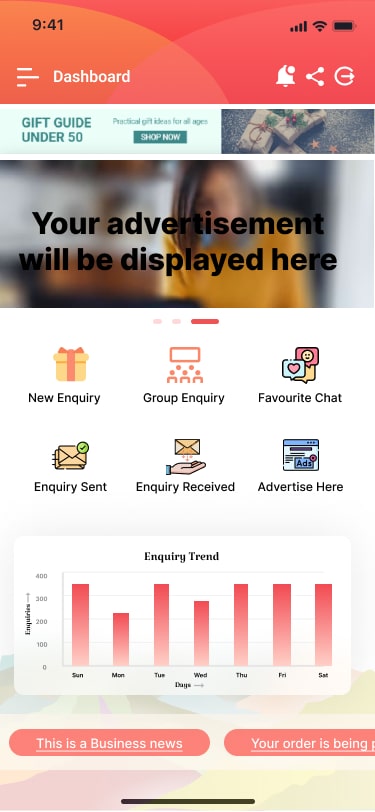 9:41
Dashboard
GIFT GUIDE
UNDER 50
Practical gift ideas for all ages
SHOP NOW
Your advertisement
will be displayed here
New Enquiry
Group Enquiry
Favourite Chat
Ads
Enquiry Sent
Enquiry Received
Advertise Here
Enquiry Trend
Enquiries
400
300
200
100
0
Sun
Mon
Tue
Wed
Thu
Fri
Sat
Days
This is a Business news
Your order is being p